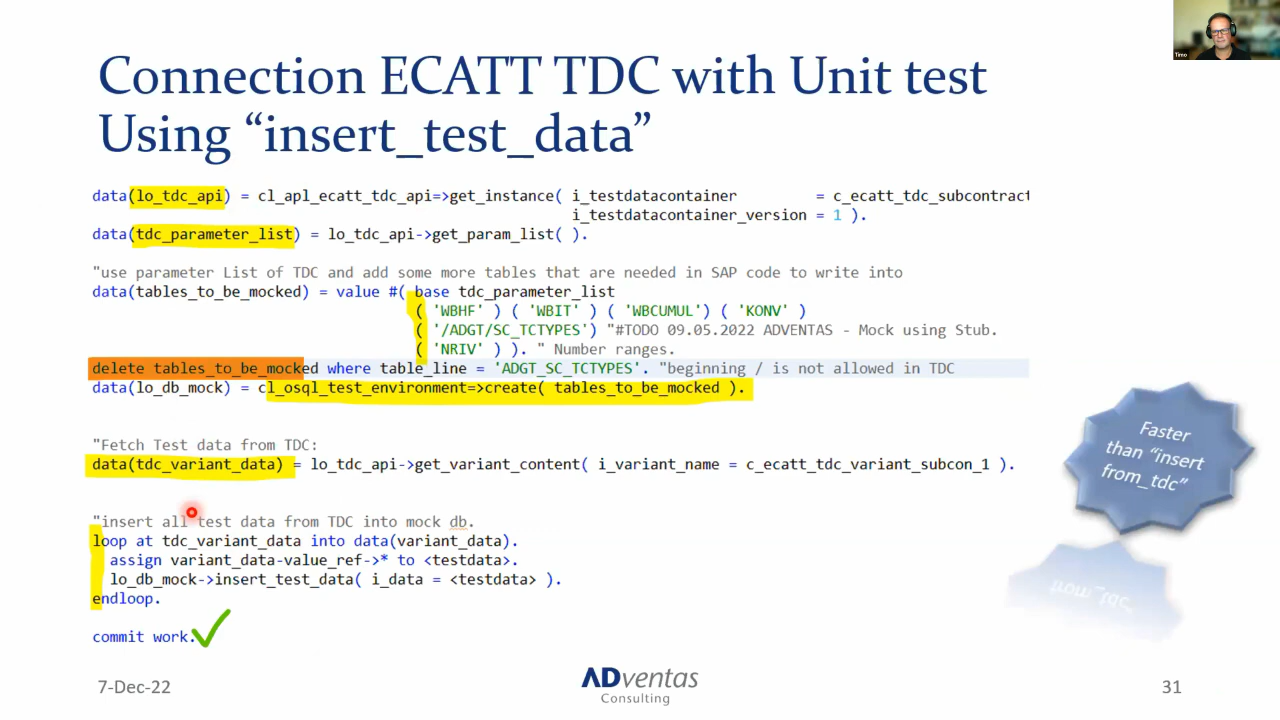 Timo
Connection ECATT TDC with Unit test
Using “insert_test_data”
data(lo_tdc_api) = cl_apl_ecatt_tdc_api=>get_instance( i_testdatacontainer = c_ecatt_tdc_subcontract
i_testdatacontainer_version = 1 ).
data(tdc_parameter_list) = lo_tdc_api->get_param_list( ).
"use parameter List of TDC and add some more tables that are needed in SAP code to write into
data(tables_to_be_mocked) = value #( base tdc_parameter_list
( 'WBHF' ) ( 'WBIT' ) ( 'WBCUMUL') ( 'KONV' )
( '/ADGT/SC_TCTYPES') "#TODO 09.05.2022 ADVENTAS - Mock using Stub.
( 'NRIV' ) ). " Number ranges.
delete tables_to_be_mocked where table_line = 'ADGT_SC_TCTYPES'. "beginning / is not allowed in TDC
data(lo_db_mock) = cl_osql_test_environment=>create( tables_to_be_mocked ).
"Fetch Test data from TDC:
data(tdc_variant_data) = lo_tdc_api->get_variant_content( i_variant_name = c_ecatt_tdc_variant_subcon_1 ).
"insert all test data from TDC into mock db.
loop at tdc_variant_data into data(variant_data).
assign variant_data-value_ref->* to <testdata>.
lo_db_mock->insert_test_data( i_data = <testdata> ).
endloop.
commit work.
Faster
than “insert
from_tdc”
7-Dec-22
ADventas
Consulting
31